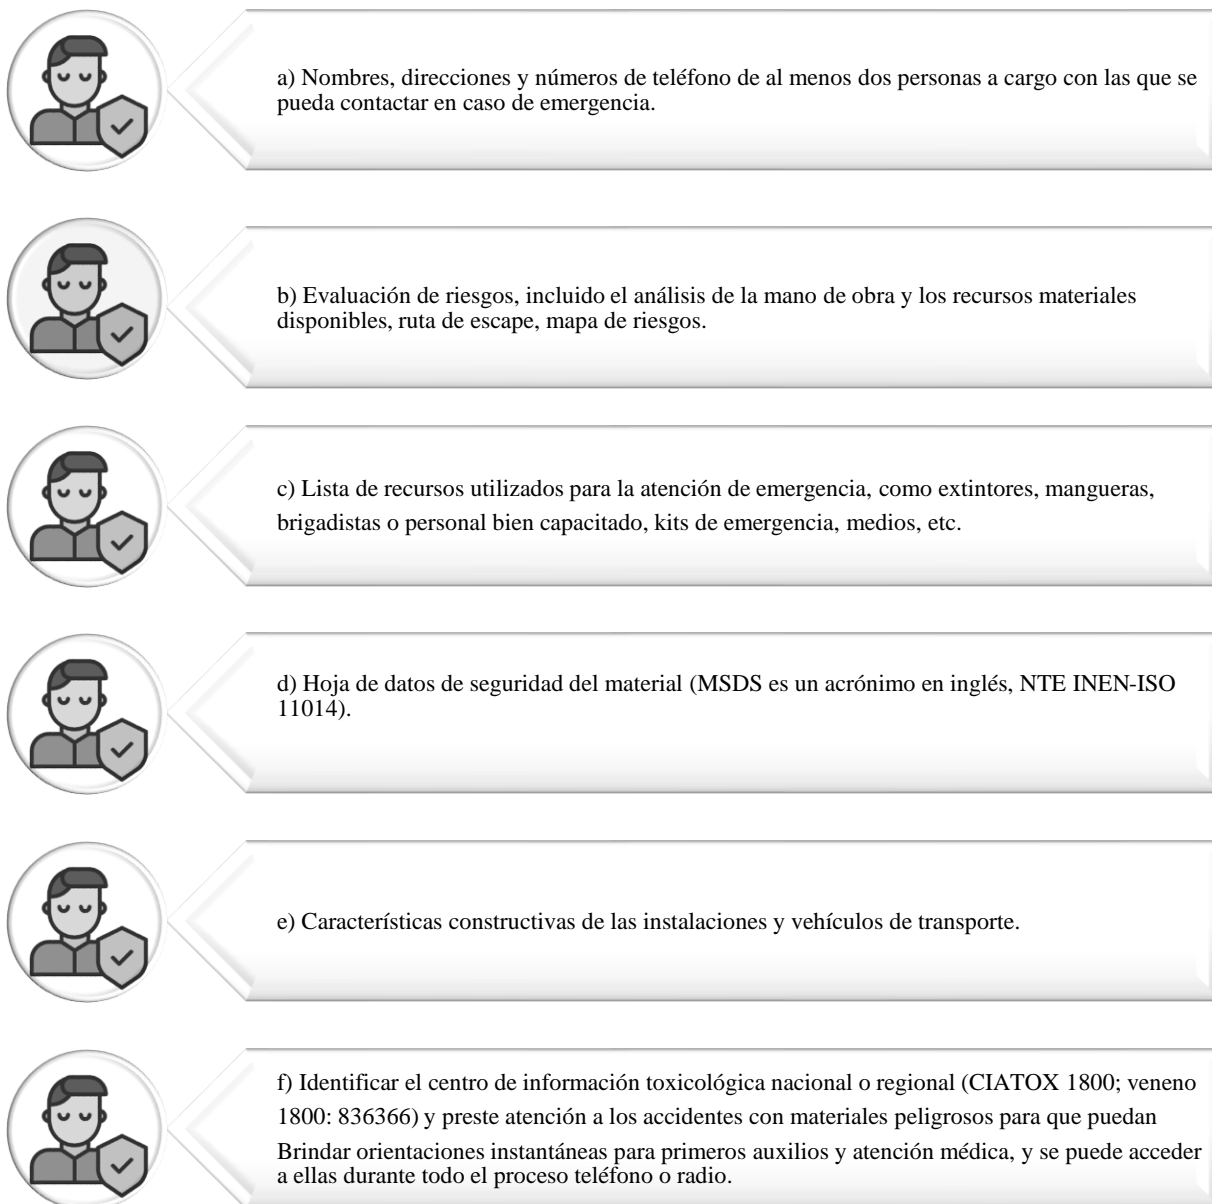 a) Nombres, direcciones y números de teléfono de al menos dos personas a cargo con las que se
pueda contactar en caso de emergencia.
b) Evaluación de riesgos, incluido el análisis de la mano de obra y los recursos materiales
disponibles, ruta de escape, mapa de riesgos.
c) Lista de recursos utilizados para la atención de emergencia, como extintores, mangueras,
brigadistas o personal bien capacitado, kits de emergencia, medios, etc.
d) Hoja de datos de seguridad del material (MSDS es un acrónimo en inglés, NTE INEN-ISO
11014).
e) Características constructivas de las instalaciones y vehículos de transporte.
f) Identificar el centro de información toxicológica nacional o regional (CIATOX 1800; veneno
1800: 836366) y preste atención a los accidentes con materiales peligrosos para que puedan
Brindar orientaciones instantáneas para primeros auxilios y atención médica, y se puede acceder
a ellas durante todo el proceso teléfono o radio.